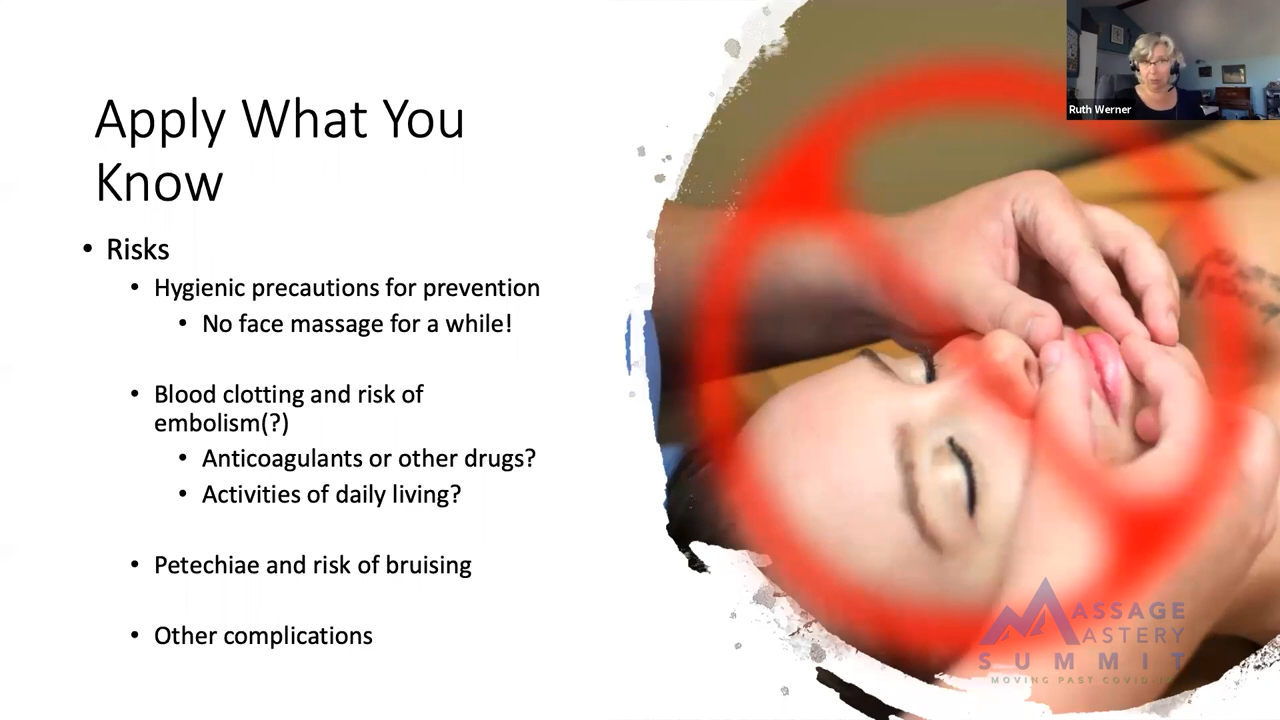 Ruth Werner
Apply What You
Know
• Risks
• Hygienic precautions for prevention
• No face massage for a while!
• Blood clotting and risk of
embolism(?)
• Anticoagulants or other drugs?
• Activities of daily living?
• Petechiae and risk of bruising
• Other complications
MASSAGE
MASTERY
SUMMIT
MOVING PAST COVID-19